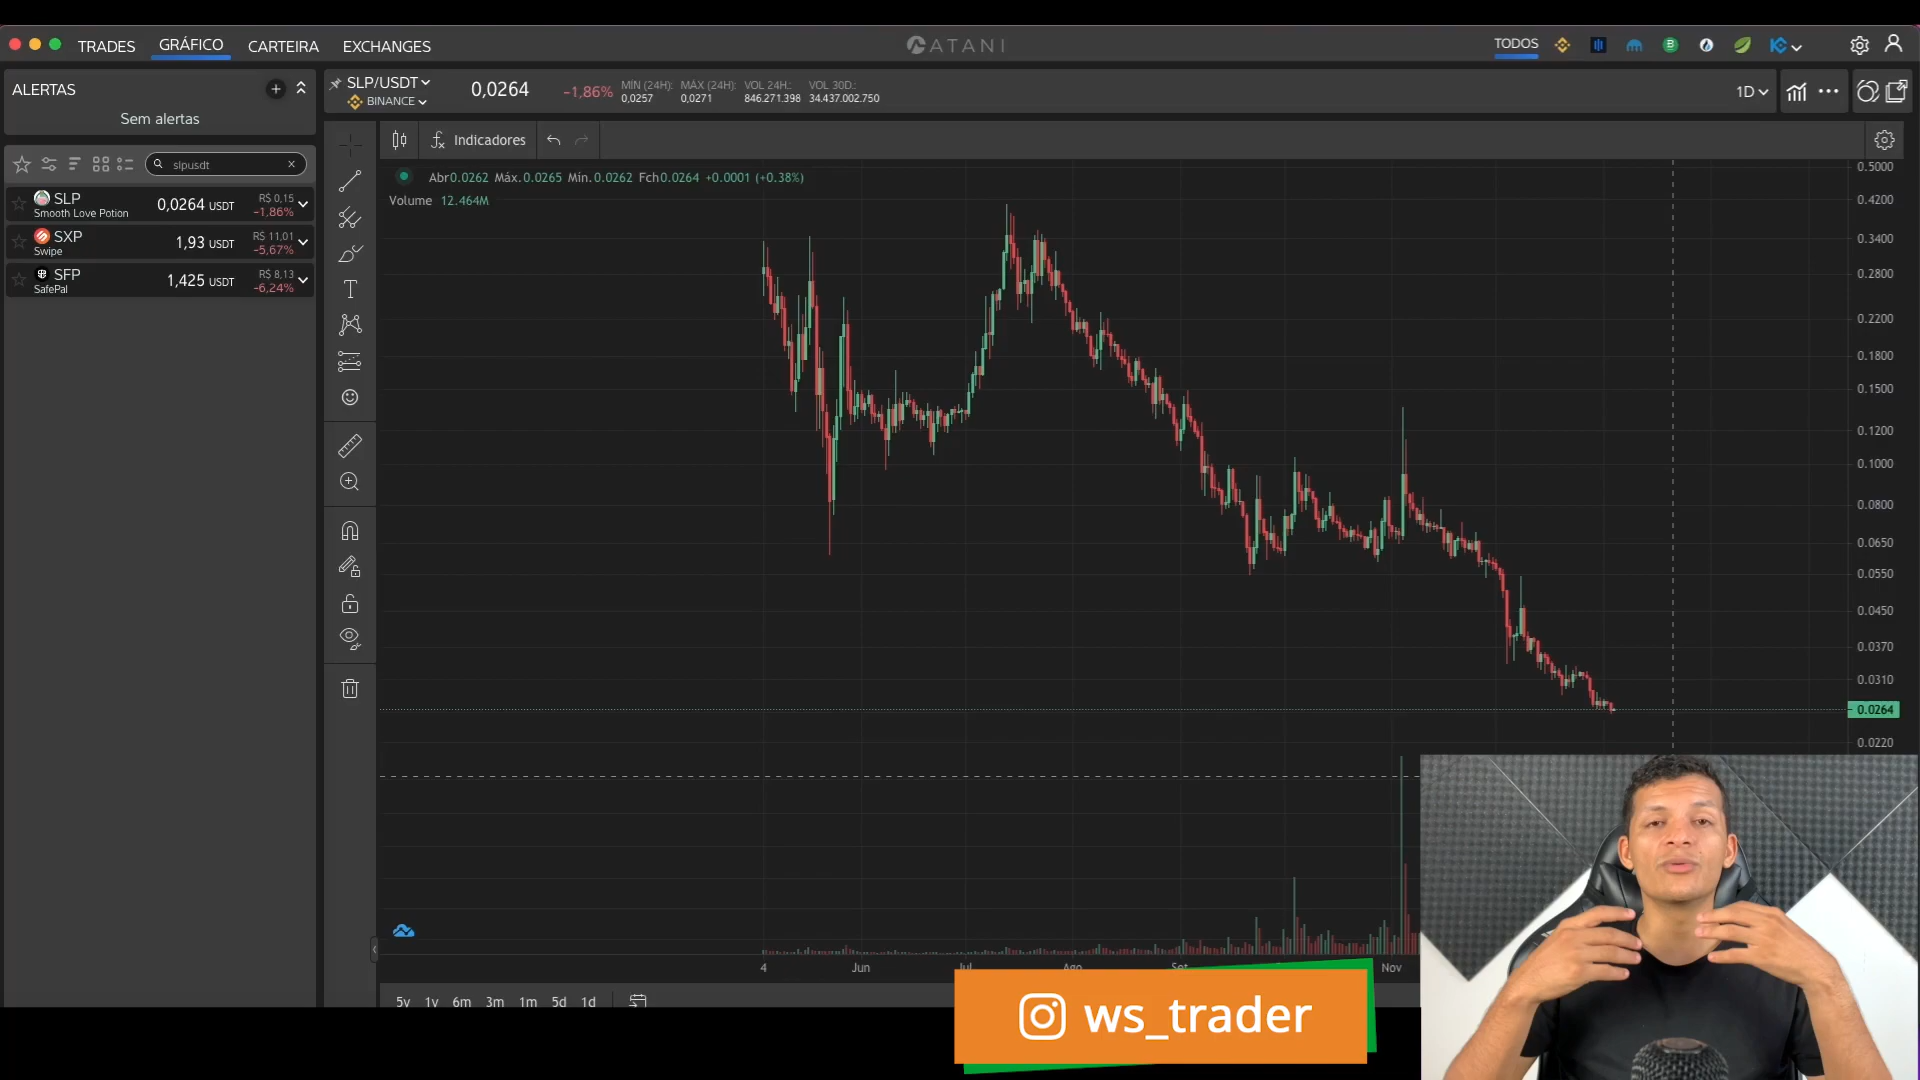 TRADES GRÁFICO CARTEIRA EXCHANGES
ATANI
TODOS
ALERTAS
Sem alertas
SLP/USDT
BINANCE
0,0264
-1,86%
MÍN (24H): MÁX (24H): VOL 24H.: VOL 30D.:
0,0257 0,0271 846.271.398 34.437.002.750
1D
slpusdt
Indicadores
SLP
Smooth Love Potion
0,0264 USDT
R$ 0,15
-1,86%
SXP
Swipe
1,93 USDT
R$ 11,01
-5,67%
SFP
SafePal
1,425 USDT
R$ 8,13
-6,24%
Abr0.0262 Máx.0.0265 Mín.0.0262 Fch0.0264 +0.0001 (+0.38%)
Volume 12.464M
0.5000
0.4200
0.3400
0.2800
0.2200
0.1800
0.1500
0.1200
0.1000
0.0800
0.0650
0.0550
0.0450
0.0370
0.0310
0.0264
0.0220
4 Jun Jul Ago Set Nov
5y 1y 6m 3m 1m 5d 1d
ws_trader